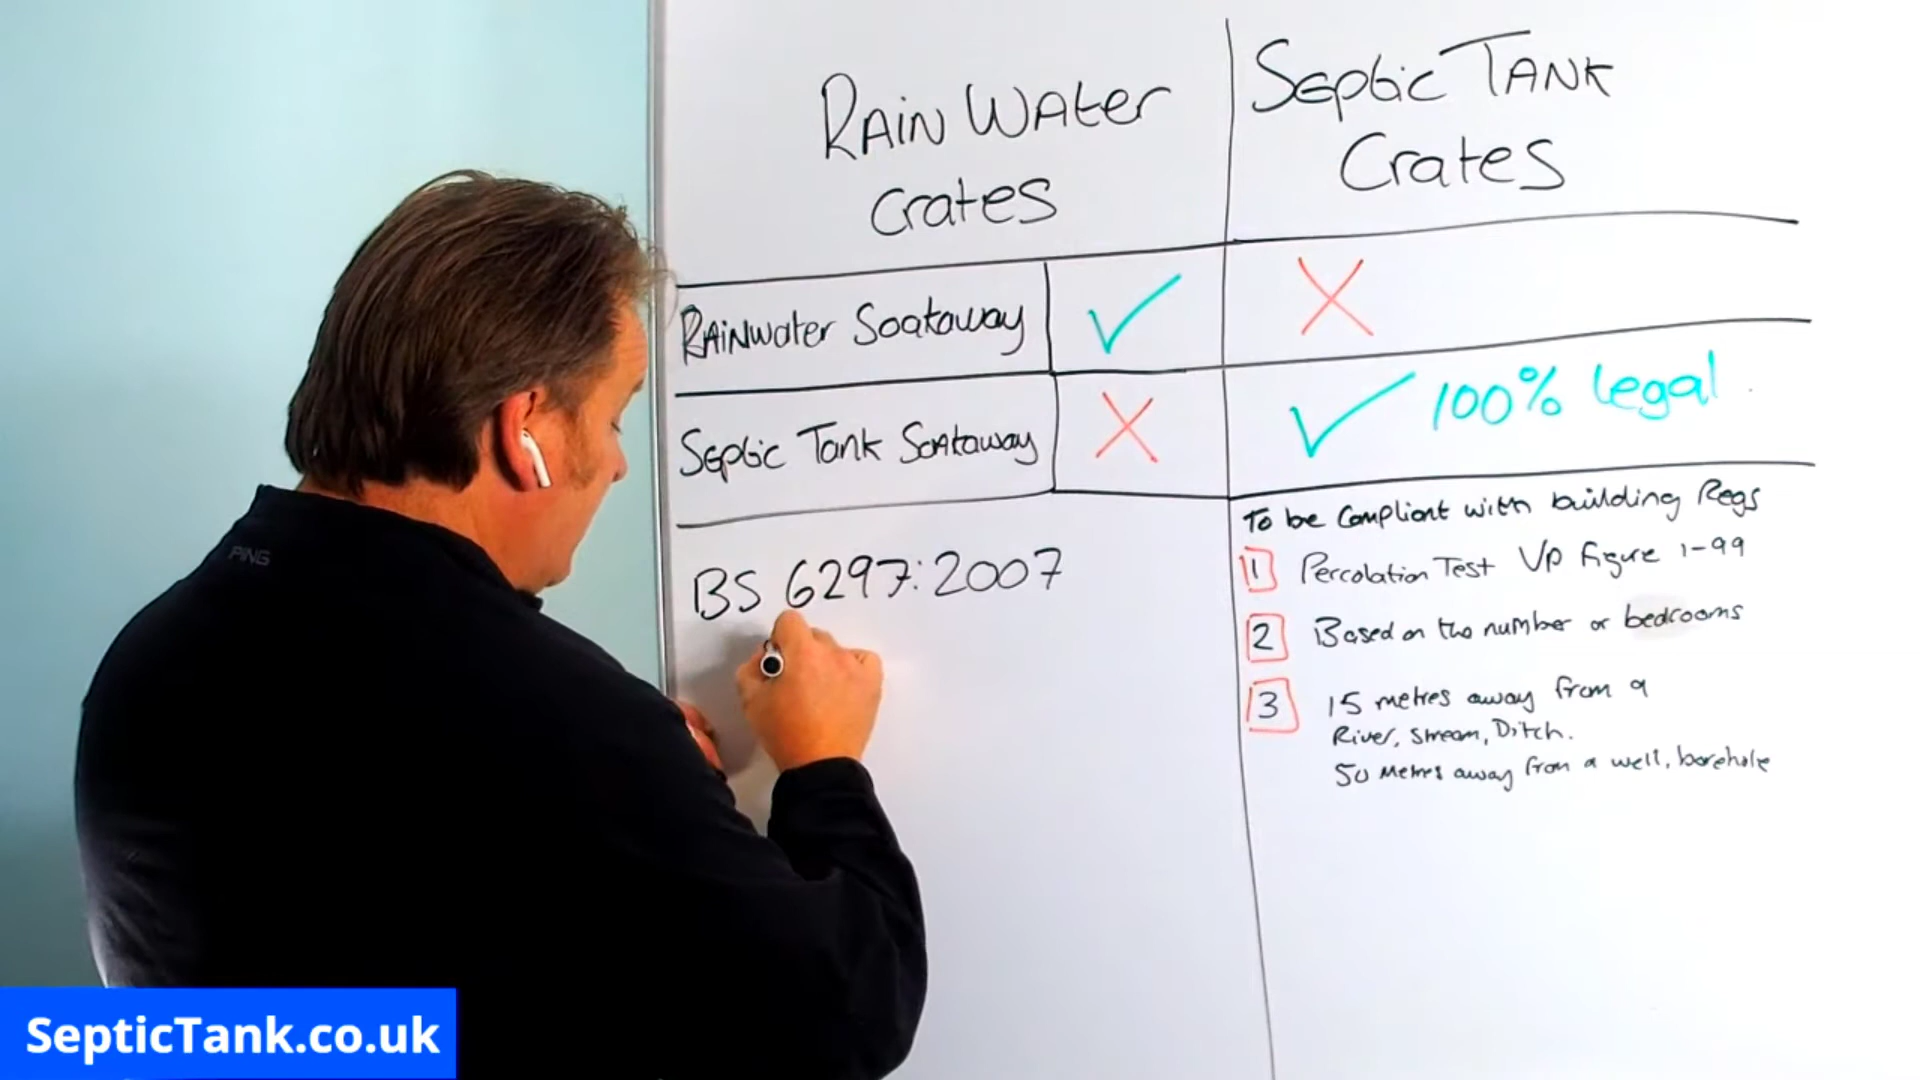 RAIN WATER
Crates
SEptic TANK
CratES
RAiNwater Soakaway
Septic Tank Soakaway
100% legal
To be Compliant with building Regs
1 Percolation Test VP figure 1-99
2 Based on the number or bedrooms
3 15 metres away from a
River, Stream, Ditch.
50 Metres away from a well, borehole
BS 6297:2007
PING
SepticTank.co.uk